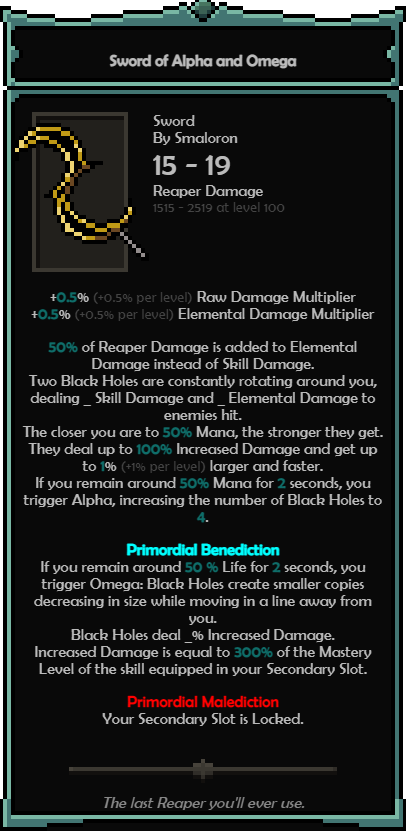 Sword of Alpha and Omega
Sword
By Smaloron
15 - 19
Reaper Damage
1515 - 2519 at level 100
+0.5% (+0.5% per level) Raw Damage Multiplier
+0.5% (+0.5% per level) Elemental Damage Multiplier
50% of Reaper Damage is added to Elemental
Damage instead of Skill Damage.
Two Black Holes are constantly rotating around you,
dealing _ Skill Damage and _ Elemental Damage to
enemies hit.
The closer you are to 50% Mana, the stronger they get.
They deal up to 100% Increased Damage and get up
to 1% (+1% per level) larger and faster.
If you remain around 50% Mana for 2 seconds, you
trigger Alpha, increasing the number of Black Holes to
4.
Primordial Benediction
If you remain around 50 % Life for 2 seconds, you
trigger Omega: Black Holes create smaller copies
decreasing in size while moving in a line away from
you.
Black Holes deal _% Increased Damage.
Increased Damage is equal to 300% of the Mastery
Level of the skill equipped in your Secondary Slot.
Primordial Malediction
Your Secondary Slot is Locked.
The last Reaper you'll ever use.